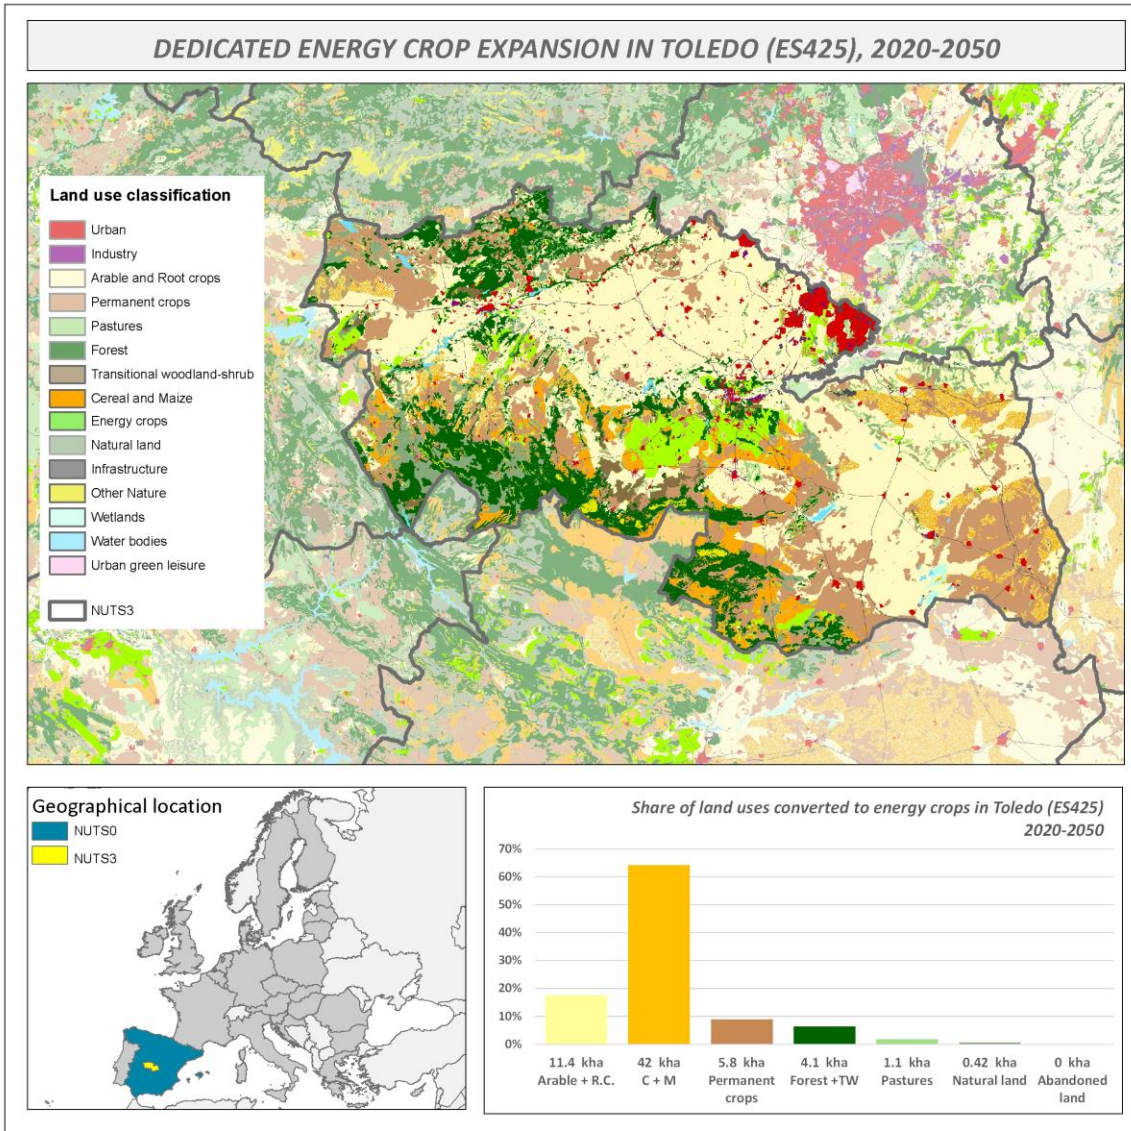 DEDICATED ENERGY CROP EXPANSION IN TOLEDO (ES425), 2020-2050
Land use classification
Urban
Industry
Arable and Root crops
Permanent crops
Pastures
Forest
Transitional woodland-shrub
Cereal and Maize
Energy crops
Natural land
Infrastructure
Other Nature
Wetlands
Water bodies
Urban green leisure
NUTS3
Geographical location
NUTS0
NUTS3
Share of land uses converted to energy crops in Toledo (ES425)
2020-2050
70%
60%
50%
40%
30%
20%
10%
0%
11.4 kha 42 kha 5.8 kha 4.1 kha 1.1 kha 0.42 kha 0 kha
Arable + R.C. C + M Permanent Forest +TW Pastures Natural land Abandoned
crops land